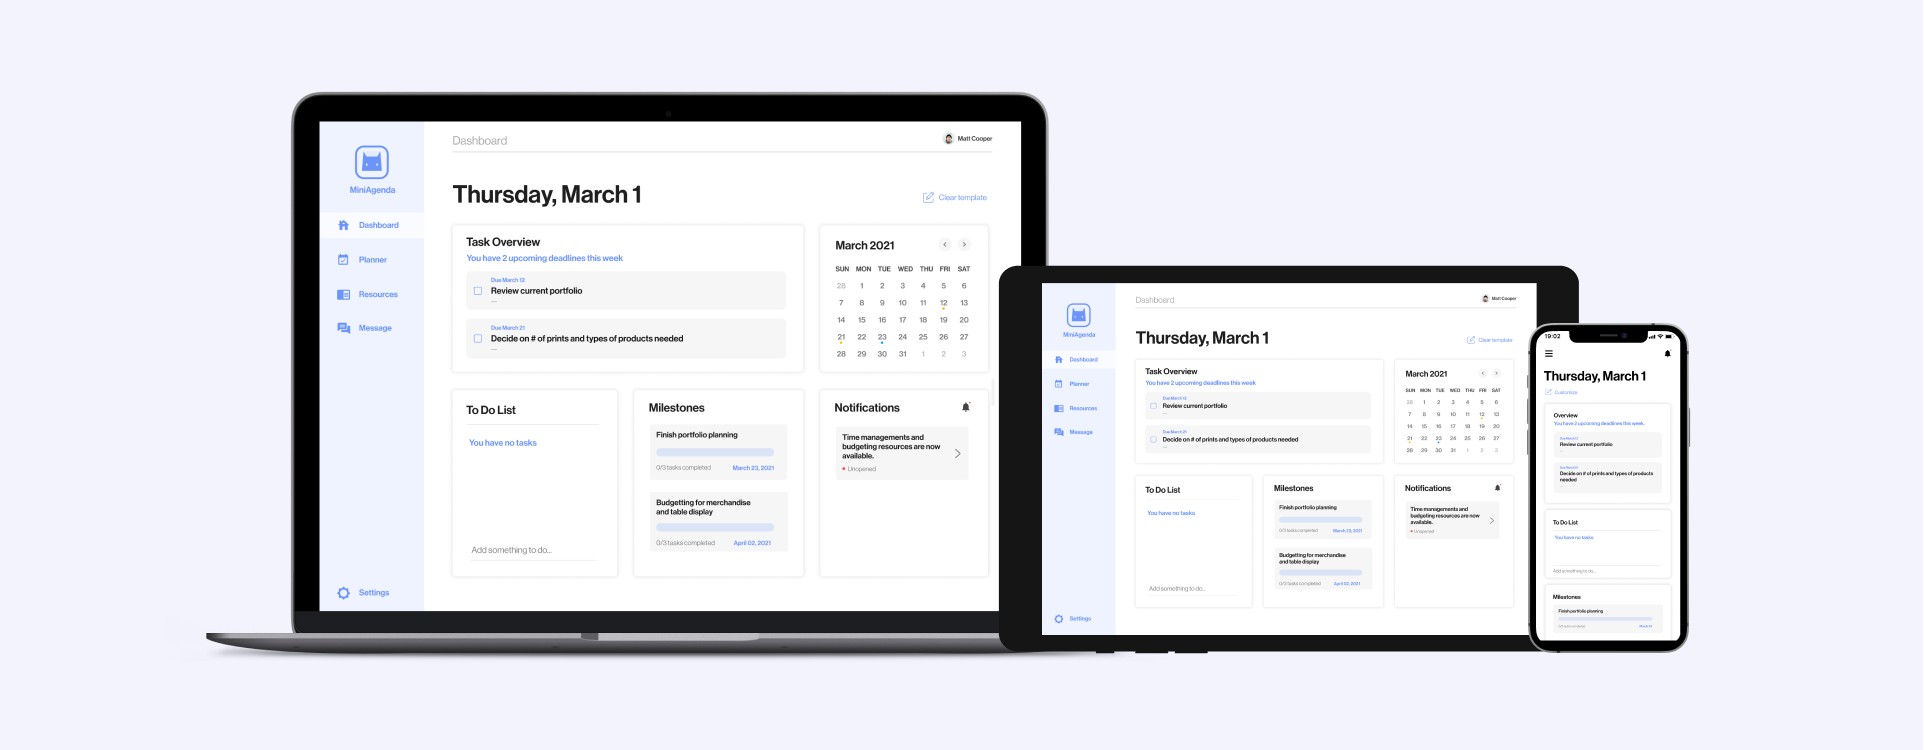 MiniAgenda
Dashboard
Planner
Resources
Message
Settings
Dashboard
Matt Cooper
Thursday, March 1
Clear template
Task Overview
You have 2 upcoming deadlines this week
Due March 12
Review current portfolio
Due March 21
Decide on # of prints and types of products needed
March 2021
SUN MON TUE WED THU FRI SAT
28 1 2 3 4 5 6
7 8 9 10 11 12 13
14 15 16 17 18 19 20
21 22 23 24 25 26 27
28 29 30 31 1 2 3
To Do List
You have no tasks
Add something to do...
Milestones
Finish portfolio planning
0/3 tasks completed March 23, 2021
Budgetting for merchandise
and table display
0/3 tasks completed April 02, 2021
Notifications
Time managements and
budgeting resources are now
available.
Unopened
MiniAgenda
Dashboard
Planner
Resources
Message
Settings
Dashboard
Matt Cooper
Thursday, March 1
Clear template
Task Overview
You have 2 upcoming deadlines this week
Due March 12
Review current portfolio
Due March 21
Decide on # of prints and types of products needed
March 2021
SUN MON TUE WED THU FRI SAT
28 1 2 3 4 5 6
7 8 9 10 11 12 13
14 15 16 17 18 19 20
21 22 23 24 25 26 27
28 29 30 31 1 2 3
To Do List
You have no tasks
Add something to do...
Milestones
Finish portfolio planning
0/3 tasks completed March 23, 2021
Budgetting for merchandise
and table display
0/3 tasks completed April 02, 2021
Notifications
Time managements and
budgeting resources are now
available.
Unopened
19:02
Thursday, March 1
Customize
Overview
You have 2 upcoming deadlines this week.
Review current portfolio
Decide on # of prints and types of products
needed
To Do List
You have no tasks
Add something to do...
Milestones
Finish portfolio planning